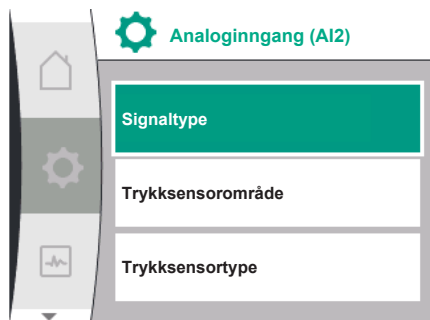 Analoginngang (AI2)
Signaltype
Trykksensorområde
Trykksensortype